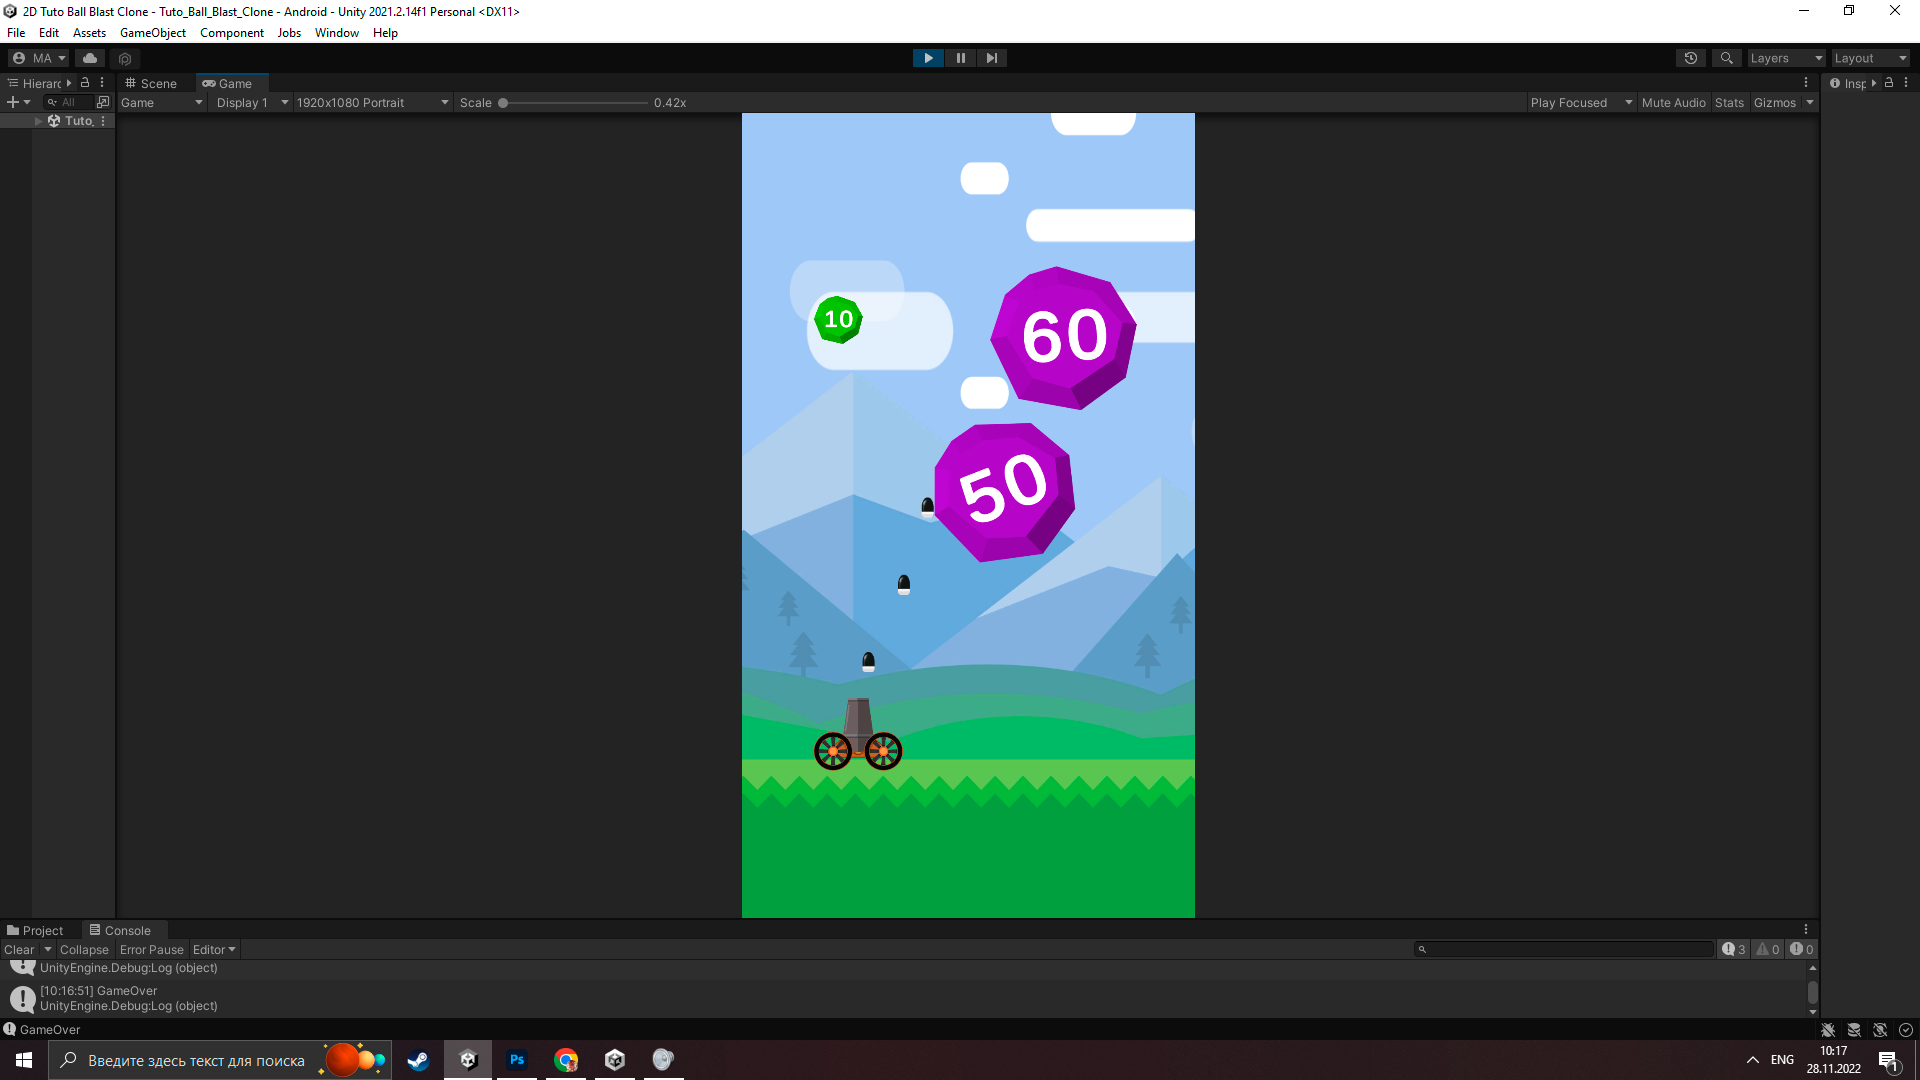 2D Tuto Ball Blast Clone - Tuto_Ball_Blast_Clone - Android - Unity 2021.2.14f1 Personal <DX11>
File Edit Assets GameObject Component Jobs Window Help
MA Layers Layout
Hierarc Scene Game Insp
All Game Display 1 1920x1080 Portrait Scale 0.42x Play Focused Mute Audio Stats Gizmos
Tuto_
10
60
50
Project Console
Clear Collapse Error Pause Editor 3 0 0
UnityEngine.Debug:Log (object)
[10:16:51] GameOver
UnityEngine.Debug:Log (object)
GameOver
Введите здесь текст для поиска Ps ENG 10:17
28.11.2022 1